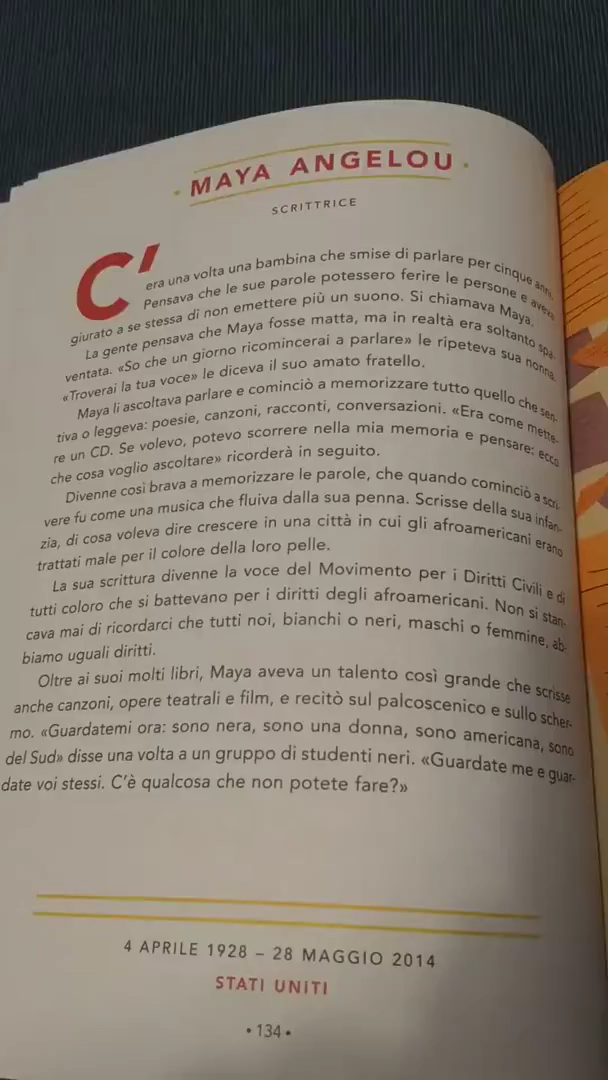 MAYA ANGELOU
SCRITTRICE
C'era una volta una bambina che smise di parlare per cinque anni.
Pensava che le sue parole potessero ferire le persone e aveva
giurato a se stessa di non emettere più un suono. Si chiamava Maya.
La gente pensava che Maya fosse matta, ma in realtà era soltanto spa-
ventata. «So che un giorno ricomincerai a parlare» le ripeteva sua nonna.
«Troverai la tua voce» le diceva il suo amato fratello.
Maya li ascoltava parlare e cominciò a memorizzare tutto quello che sen-
tiva o leggeva: poesie, canzoni, racconti, conversazioni. «Era come mette-
re un CD. Se volevo, potevo scorrere nella mia memoria e pensare: ecco
che cosa voglio ascoltare» ricorderà in seguito.
Divenne così brava a memorizzare le parole, che quando cominciò a scri-
vere fu come una musica che fluiva dalla sua penna. Scrisse della sua infan-
zia, di cosa voleva dire crescere in una città in cui gli afroamericani erano
trattati male per il colore della loro pelle.
La sua scrittura divenne la voce del Movimento per i Diritti Civili e di
tutti coloro che si battevano per i diritti degli afroamericani. Non si stan-
cava mai di ricordarci che tutti noi, bianchi o neri, maschi o femmine, ab-
biamo uguali diritti.
Oltre ai suoi molti libri, Maya aveva un talento così grande che scrisse
anche canzoni, opere teatrali e film, e recitò sul palcoscenico e sullo scher-
mo. «Guardatemi ora: sono nera, sono una donna, sono americana, sono
del Sud» disse una volta a un gruppo di studenti neri. «Guardate me e guar-
date voi stessi. C'è qualcosa che non potete fare?»
4 APRILE 1928 – 28 MAGGIO 2014
STATI UNITI
• 134 •